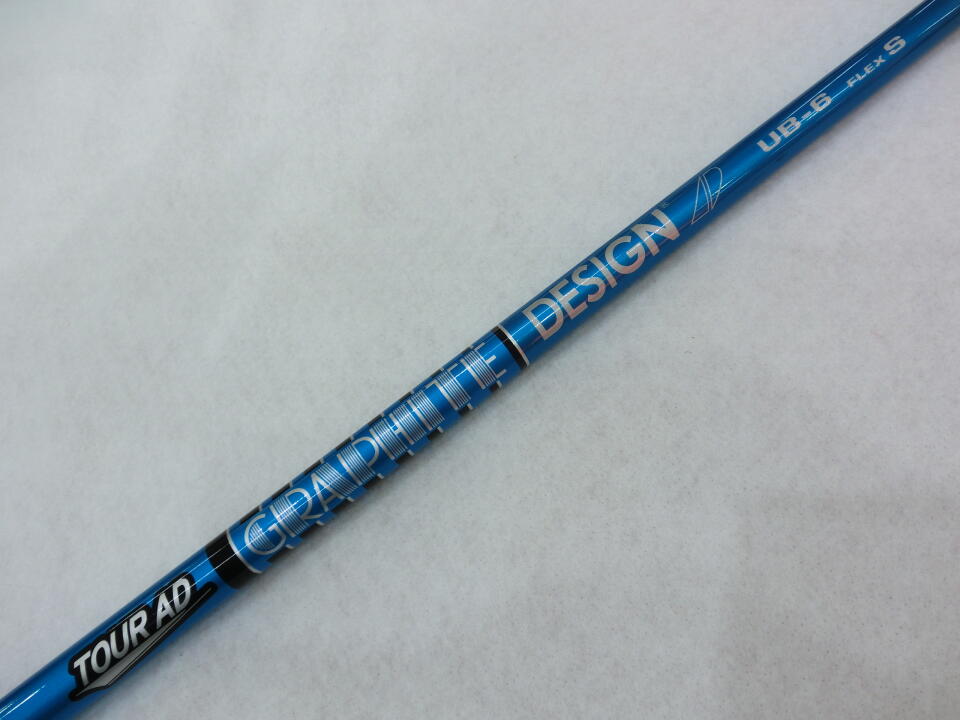 TOUR AD
GRAPHITE DESIGN
UB-6 FLEX S